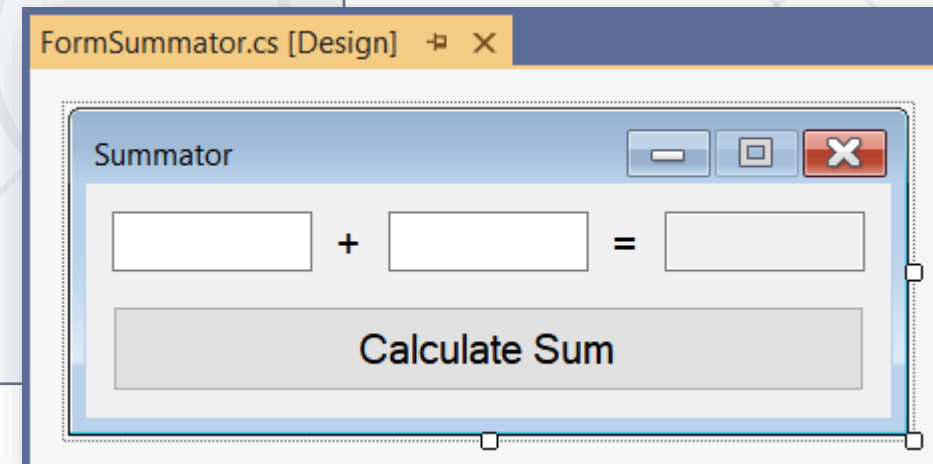 FormSummator.cs [Design]
Summator
+ =
Calculate Sum